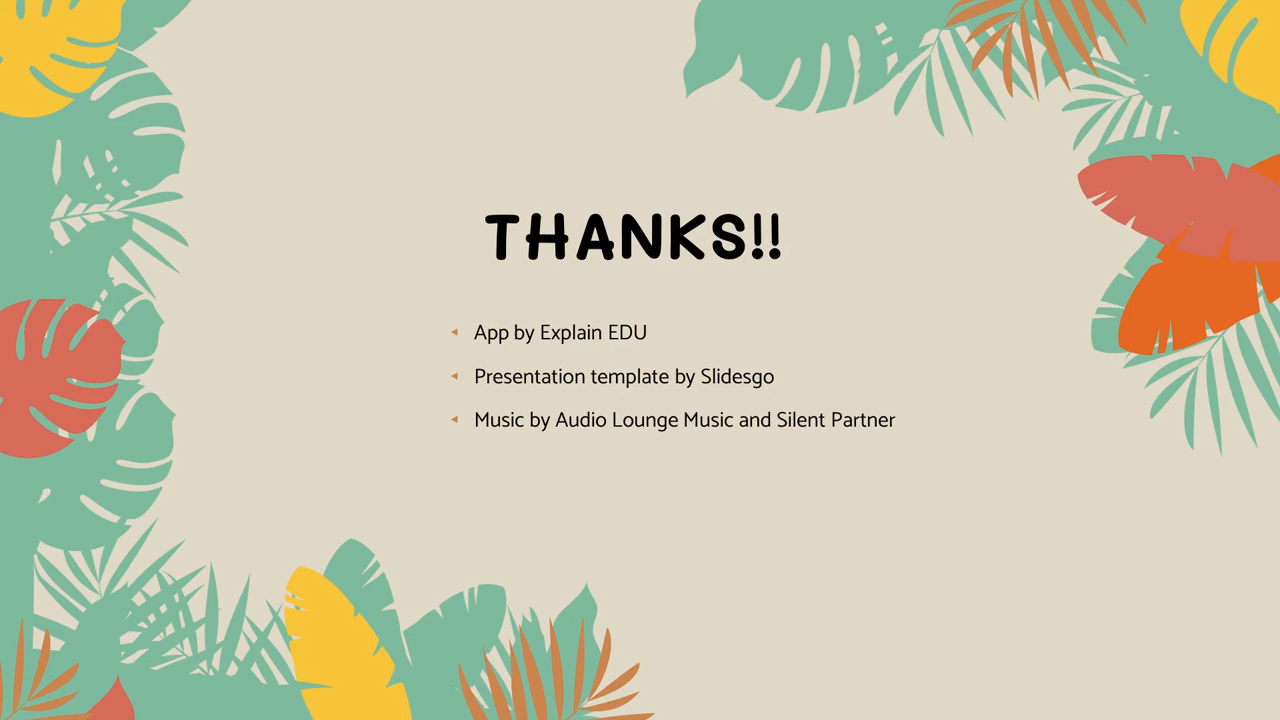 THANKS!!
App by Explain EDU
Presentation template by Slidesgo
Music by Audio Lounge Music and Silent Partner